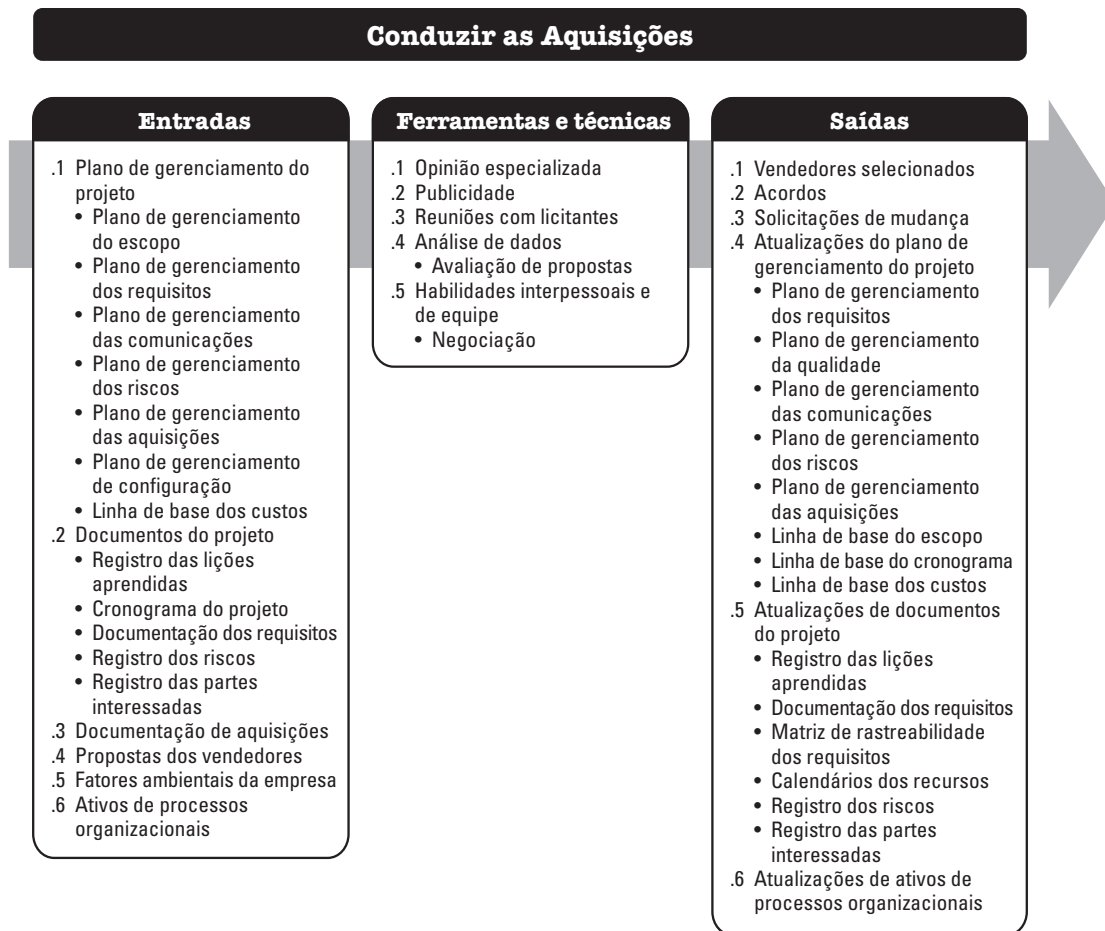 Conduzir as Aquisições
Entradas
.1 Plano de gerenciamento do
projeto
• Plano de gerenciamento
do escopo
• Plano de gerenciamento
dos requisitos
• Plano de gerenciamento
das comunicações
• Plano de gerenciamento
dos riscos
• Plano de gerenciamento
das aquisições
• Plano de gerenciamento
de configuração
• Linha de base dos custos
.2 Documentos do projeto
• Registro das lições
aprendidas
• Cronograma do projeto
• Documentação dos requisitos
• Registro dos riscos
• Registro das partes
interessadas
.3 Documentação de aquisições
.4 Propostas dos vendedores
.5 Fatores ambientais da empresa
.6 Ativos de processos
organizacionais
Ferramentas e técnicas
.1 Opinião especializada
.2 Publicidade
.3 Reuniões com licitantes
.4 Análise de dados
• Avaliação de propostas
.5 Habilidades interpessoais e
de equipe
• Negociação
Saídas
.1 Vendedores selecionados
.2 Acordos
.3 Solicitações de mudança
.4 Atualizações do plano de
gerenciamento do projeto
• Plano de gerenciamento
dos requisitos
• Plano de gerenciamento
da qualidade
• Plano de gerenciamento
das comunicações
• Plano de gerenciamento
dos riscos
• Plano de gerenciamento
das aquisições
• Linha de base do escopo
• Linha de base do cronograma
• Linha de base dos custos
.5 Atualizações de documentos
do projeto
• Registro das lições
aprendidas
• Documentação dos requisitos
• Matriz de rastreabilidade
dos requisitos
• Calendários dos recursos
• Registro dos riscos
• Registro das partes
interessadas
.6 Atualizações de ativos de
processos organizacionais